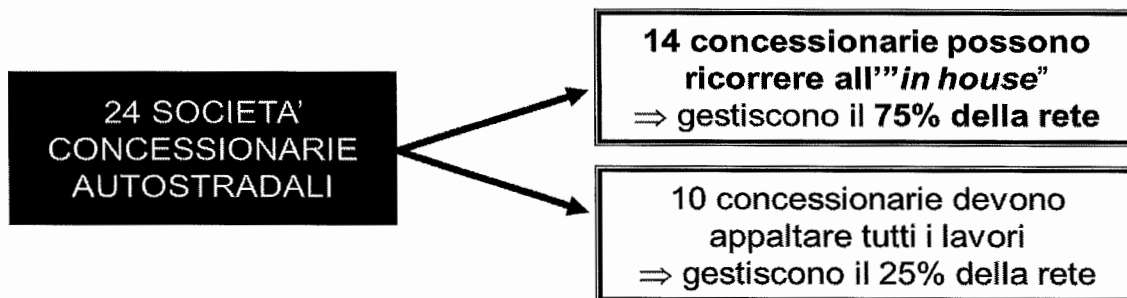 24 SOCIETA'
CONCESSIONARIE
AUTOSTRADALI
14 concessionarie possono
ricorrere all'"in house"
⇒ gestiscono il 75% della rete
10 concessionarie devono
appaltare tutti i lavori
⇒ gestiscono il 25% della rete